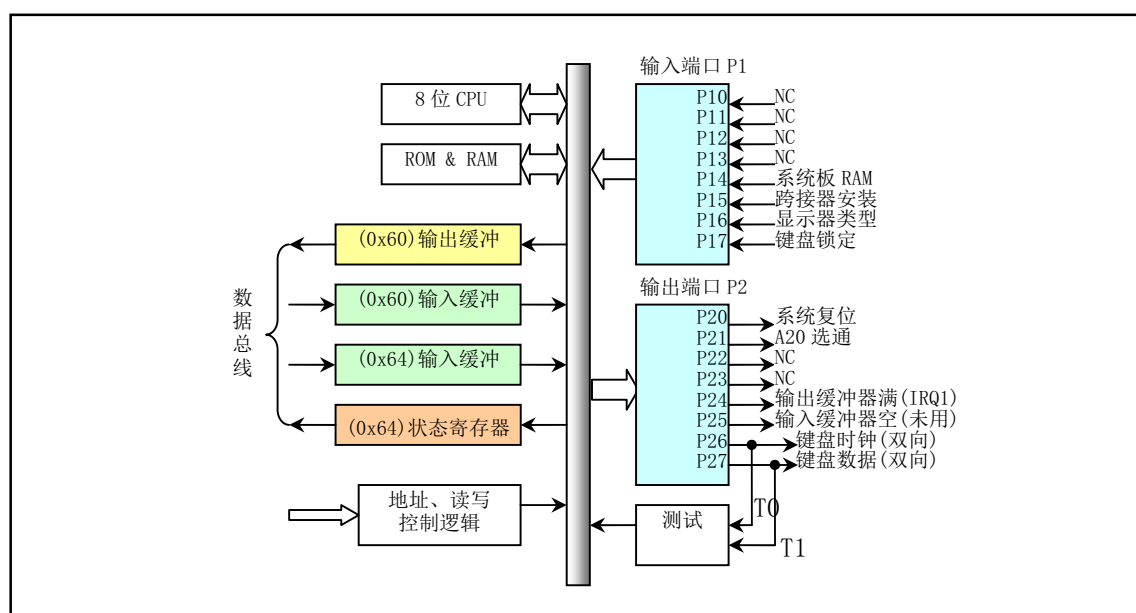 8 位 CPU
ROM & RAM
(0x60)输出缓冲
(0x60)输入缓冲
(0x64)输入缓冲
(0x64)状态寄存器
地址、读写
控制逻辑
数据总线
输入端口 P1
P10 NC
P11 NC
P12 NC
P13 NC
P14 系统板 RAM
P15 跨接器安装
P16 显示器类型
P17 键盘锁定
输出端口 P2
P20 系统复位
P21 A20 选通
P22 NC
P23 NC
P24 输出缓冲器满(IRQ1)
P25 输入缓冲器空(未用)
P26 键盘时钟(双向)
P27 键盘数据(双向)
测试
T0
T1